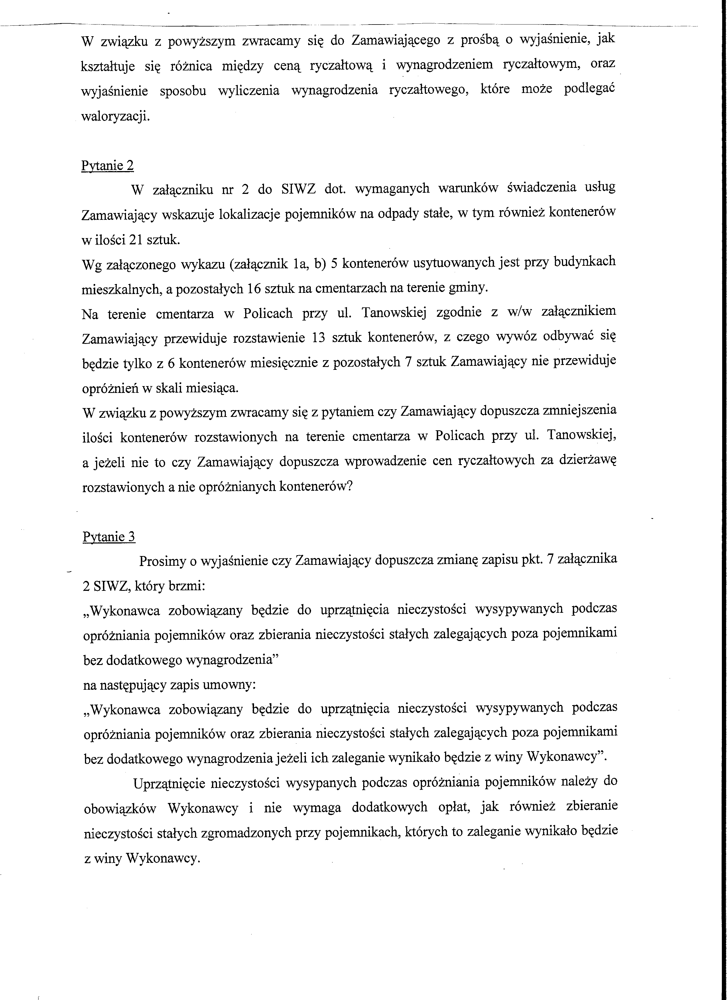 W związku z powyższym zwracamy się do Zamawiającego z prośbą o wyjaśnienie, jak
kształtuje się różnica między ceną ryczałtową i wynagrodzeniem ryczałtowym, oraz
wyjaśnienie sposobu wyliczenia wynagrodzenia ryczałtowego, które może podlegać
waloryzacji.
Pytanie 2
W załączniku nr 2 do SIWZ dot. wymaganych warunków świadczenia usług
Zamawiający wskazuje lokalizacje pojemników na odpady stałe, w tym również kontenerów
w ilości 21 sztuk.
Wg załączonego wykazu (załącznik 1a, b) 5 kontenerów usytuowanych jest przy budynkach
mieszkalnych, a pozostałych 16 sztuk na cmentarzach na terenie gminy.
Na terenie cmentarza w Policach przy ul. Tanowskiej zgodnie z w/w załącznikiem
Zamawiający przewiduje rozstawienie 13 sztuk kontenerów, z czego wywóz odbywać się
będzie tylko z 6 kontenerów miesięcznie z pozostałych 7 sztuk Zamawiający nie przewiduje
opróżnień w skali miesiąca.
W związku z powyższym zwracamy się z pytaniem czy Zamawiający dopuszcza zmniejszenia
ilości kontenerów rozstawionych na terenie cmentarza w Policach przy ul. Tanowskiej,
a jeżeli nie to czy Zamawiający dopuszcza wprowadzenie cen ryczałtowych za dzierżawę
rozstawionych a nie opróżnianych kontenerów?
Pytanie 3
Prosimy o wyjaśnienie czy Zamawiający dopuszcza zmianę zapisu pkt. 7 załącznika
2 SIWZ, który brzmi:
„Wykonawca zobowiązany będzie do uprzątnięcia nieczystości wysypywanych podczas
opróżniania pojemników oraz zbierania nieczystości stałych zalegających poza pojemnikami
bez dodatkowego wynagrodzenia”
na następujący zapis umowny:
„Wykonawca zobowiązany będzie do uprzątnięcia nieczystości wysypywanych podczas
opróżniania pojemników oraz zbierania nieczystości stałych zalegających poza pojemnikami
bez dodatkowego wynagrodzenia jeżeli ich zaleganie wynikało będzie z winy Wykonawcy”.
Uprzątnięcie nieczystości wysypanych podczas opróżniania pojemników należy do
obowiązków Wykonawcy i nie wymaga dodatkowych opłat, jak również zbieranie
nieczystości stałych zgromadzonych przy pojemnikach, których to zaleganie wynikało będzie
z winy Wykonawcy.